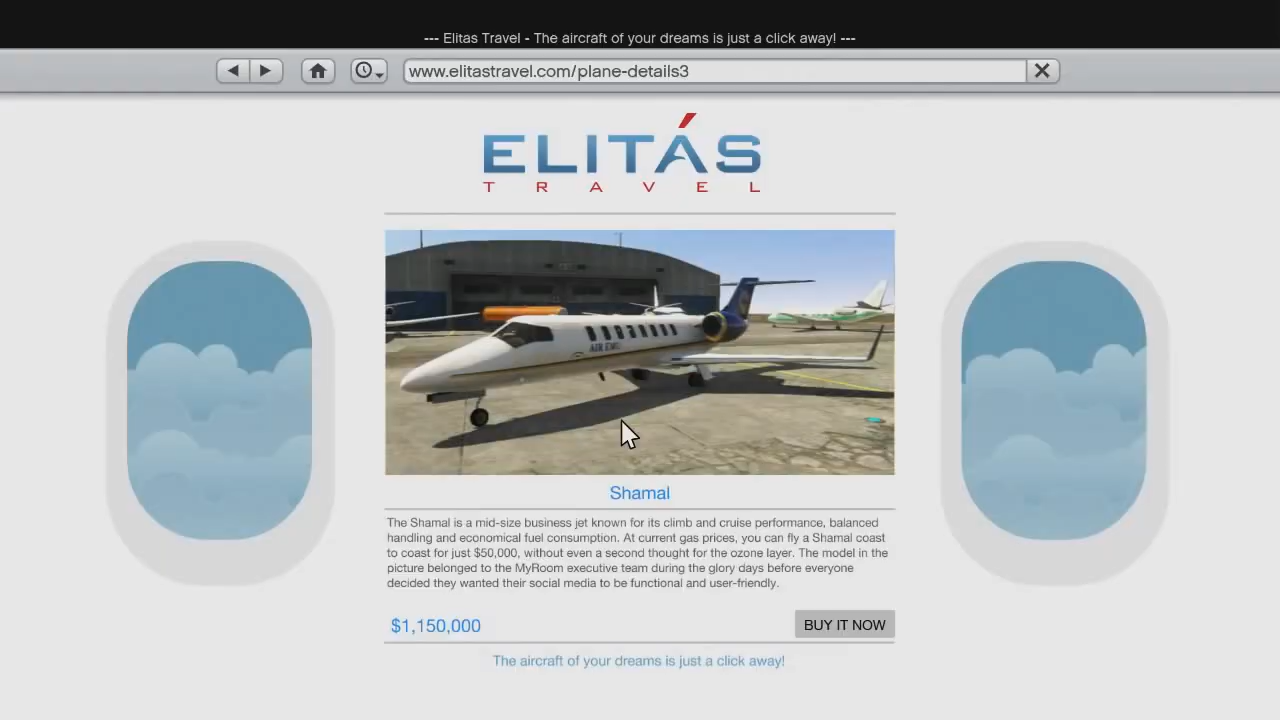 --- Elitas Travel - The aircraft of your dreams is just a click away! ---
www.elitastravel.com/plane-details3
ELITÁS
TRAVEL
AIR EMU
Shamal
The Shamal is a mid-size business jet known for its climb and cruise performance, balanced
handling and economical fuel consumption. At current gas prices, you can fly a Shamal coast
to coast for just $50,000, without even a second thought for the ozone layer. The model in the
picture belonged to the MyRoom executive team during the glory days before everyone
decided they wanted their social media to be functional and user-friendly.
$1,150,000
BUY IT NOW
The aircraft of your dreams is just a click away!